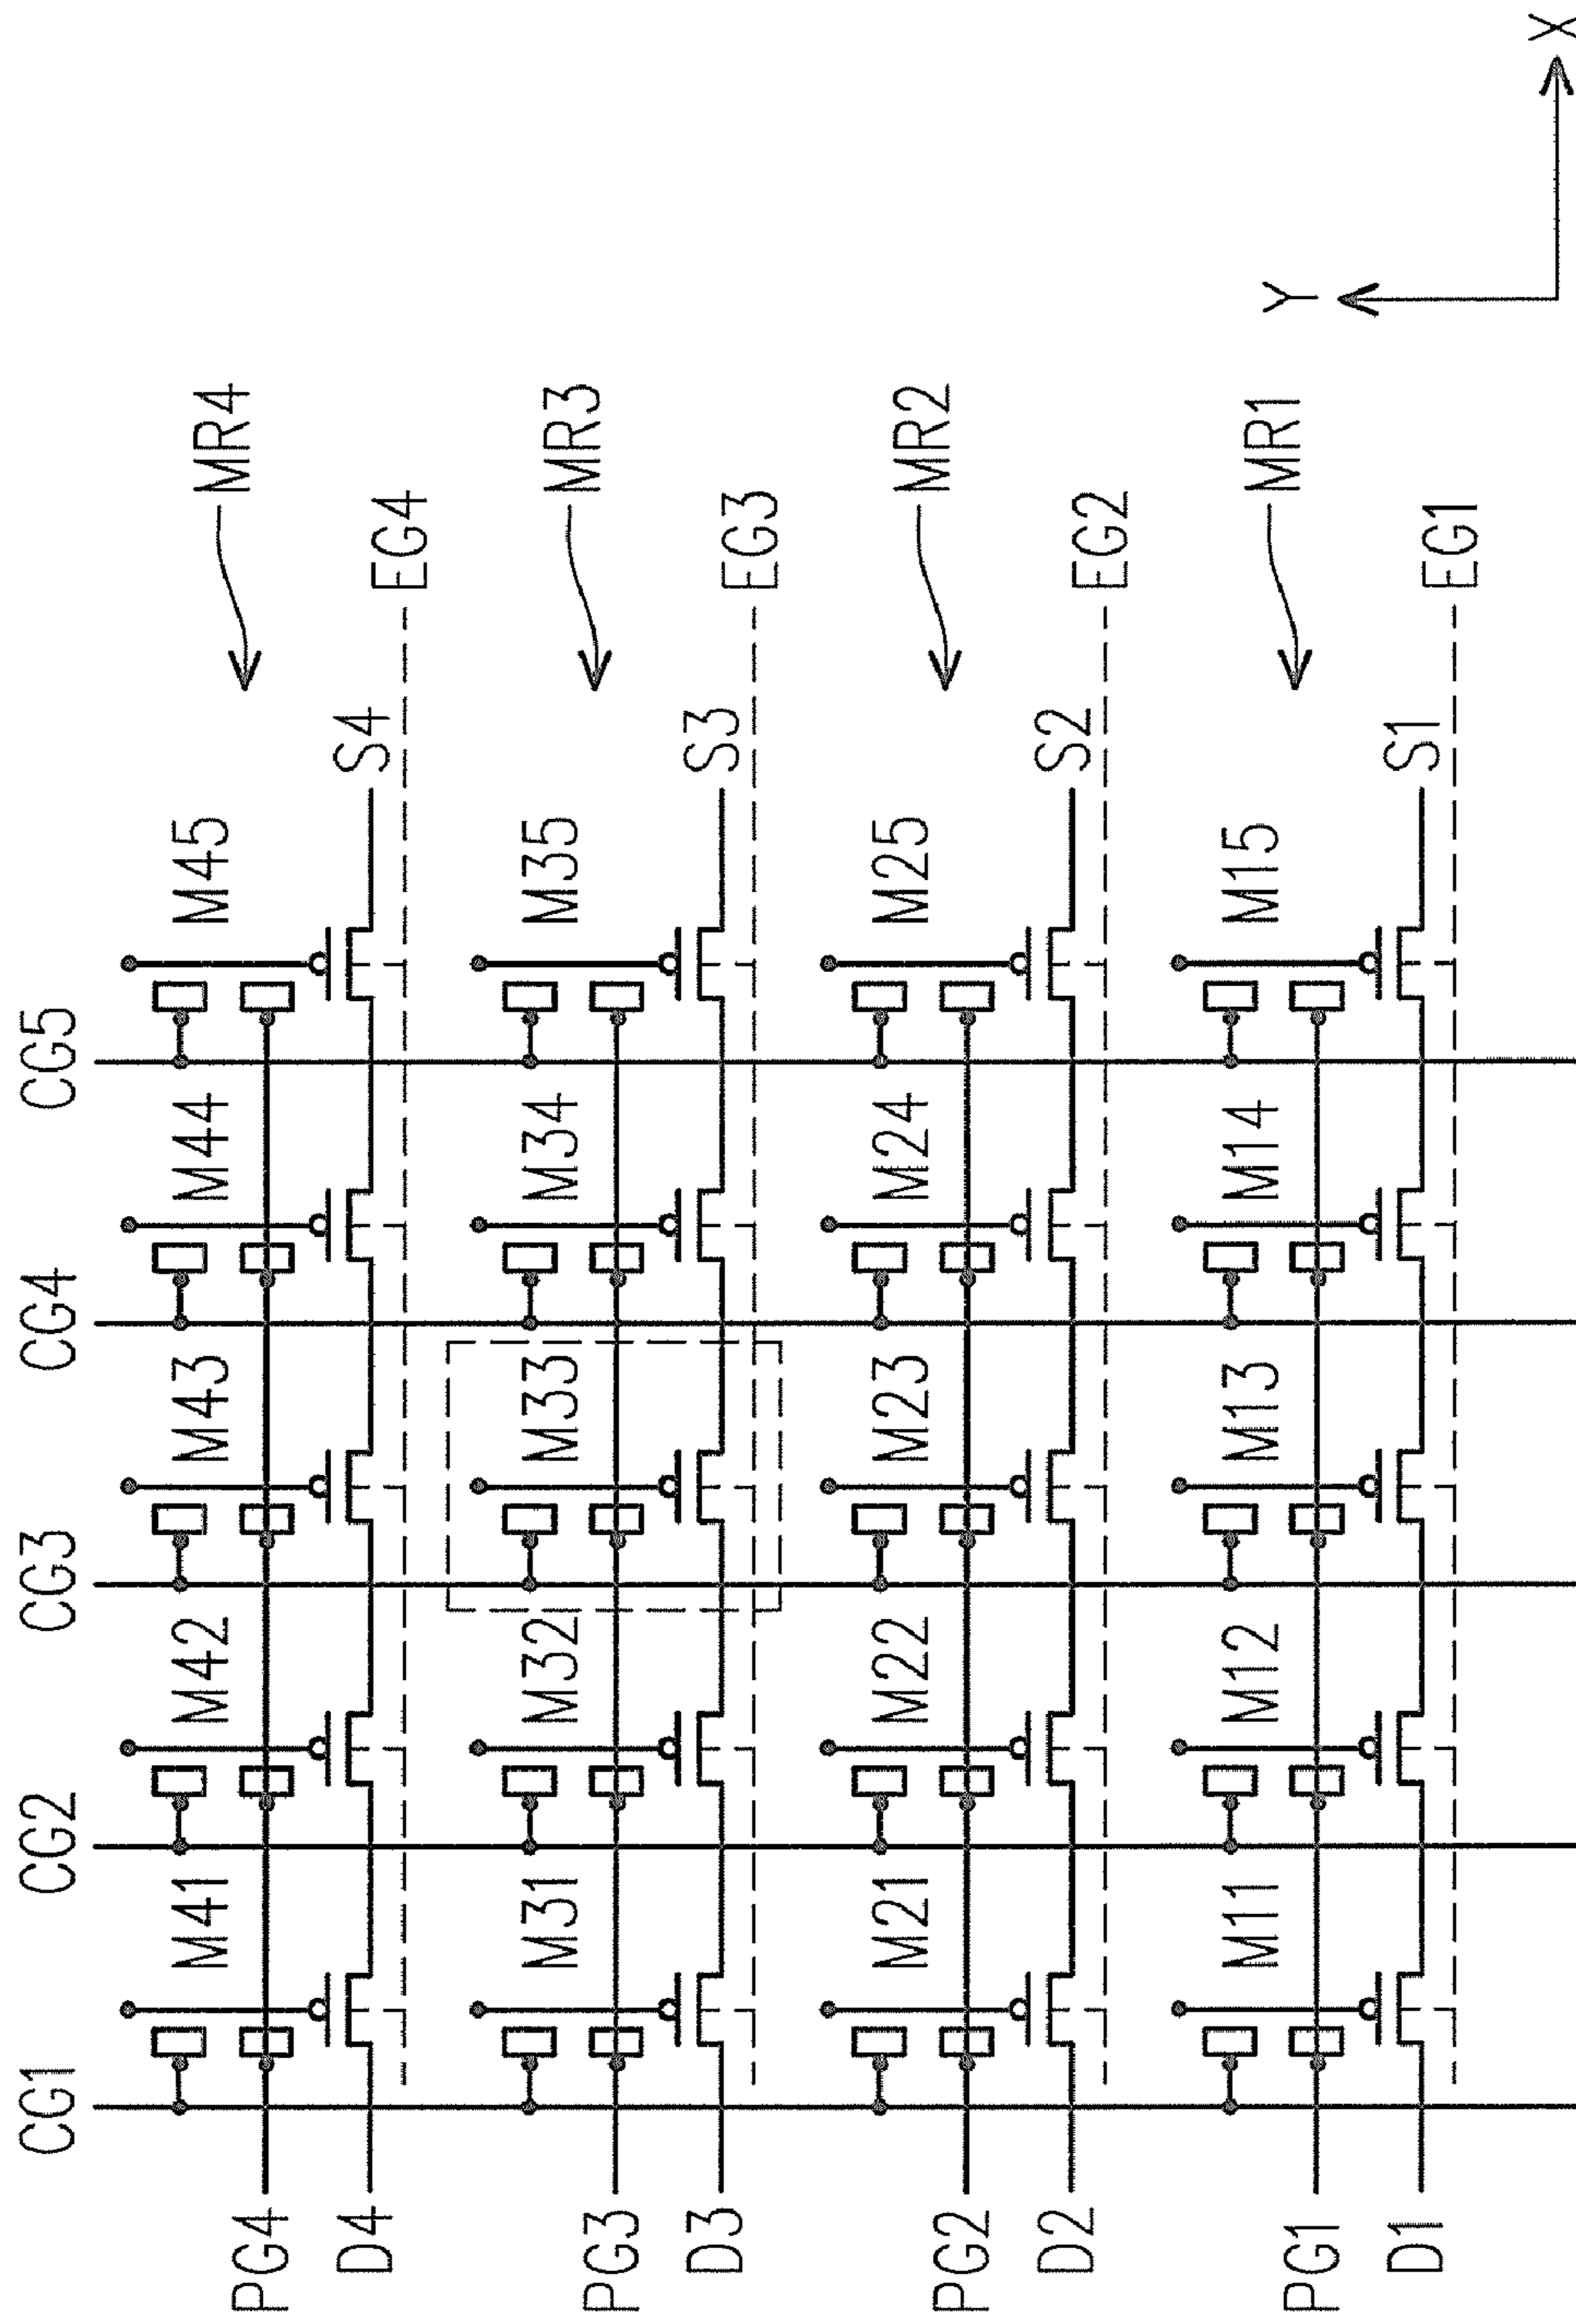 CG1 CG2 CG3 CG4 CG5
M41 M42 M43 M44 M45 MR4
PG4
D4 S4
EG4
M31 M32 M33 M34 M35 MR3
PG3
D3 S3
EG3
M21 M22 M23 M24 M25 MR2
PG2
D2 S2
EG2
M11 M12 M13 M14 M15 MR1
PG1
D1 S1
EG1
Y
X